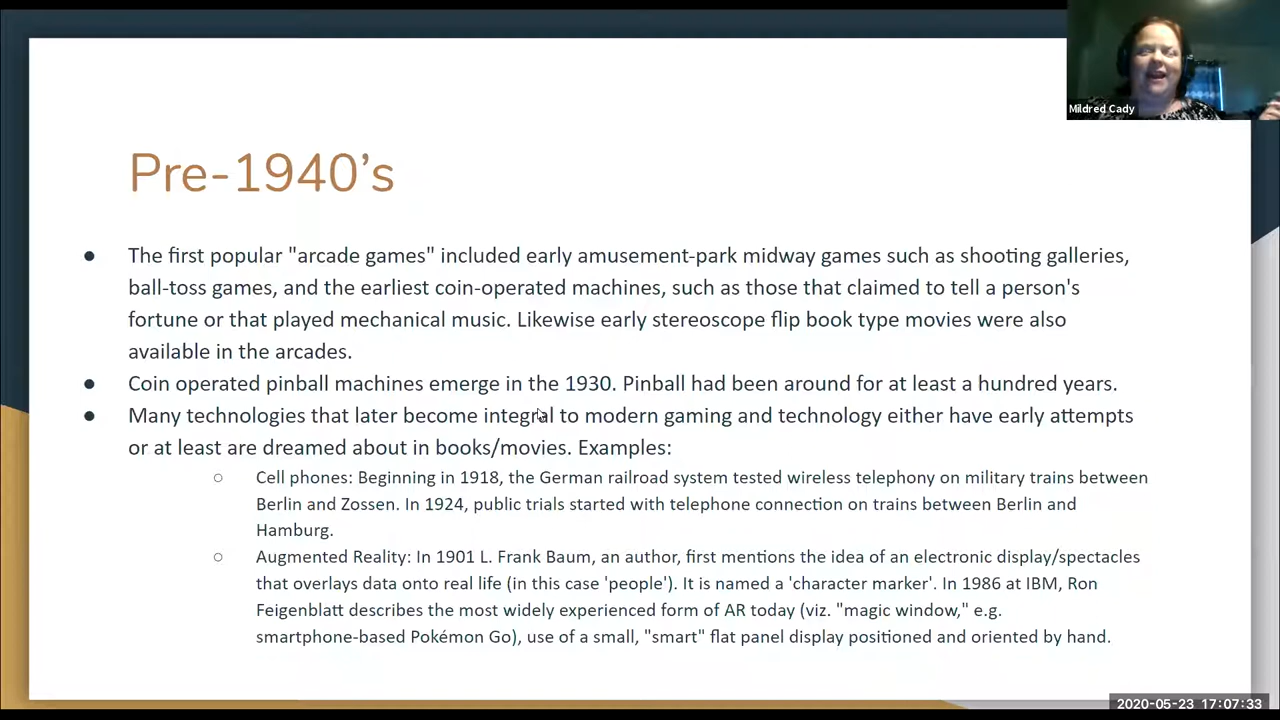 Mildred Cady
Pre-1940's
● The first popular "arcade games" included early amusement-park midway games such as shooting galleries,
ball-toss games, and the earliest coin-operated machines, such as those that claimed to tell a person's
fortune or that played mechanical music. Likewise early stereoscope flip book type movies were also
available in the arcades.
● Coin operated pinball machines emerge in the 1930. Pinball had been around for at least a hundred years.
● Many technologies that later become integral to modern gaming and technology either have early attempts
or at least are dreamed about in books/movies. Examples:
○ Cell phones: Beginning in 1918, the German railroad system tested wireless telephony on military trains between
Berlin and Zossen. In 1924, public trials started with telephone connection on trains between Berlin and
Hamburg.
○ Augmented Reality: In 1901 L. Frank Baum, an author, first mentions the idea of an electronic display/spectacles
that overlays data onto real life (in this case 'people'). It is named a 'character marker'. In 1986 at IBM, Ron
Feigenblatt describes the most widely experienced form of AR today (viz. "magic window," e.g.
smartphone-based Pokémon Go), use of a small, "smart" flat panel display positioned and oriented by hand.
2020-05-23 17:07:33